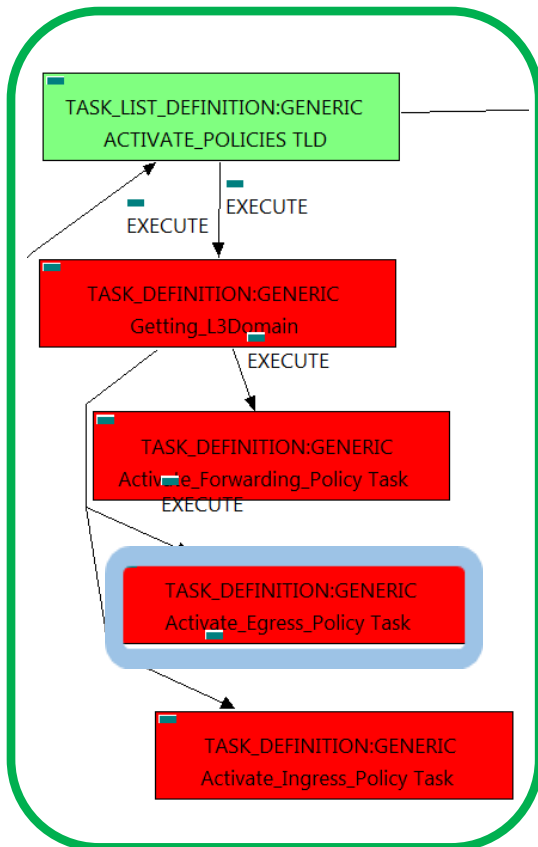 TASK_LIST_DEFINITION:GENERIC
ACTIVATE_POLICIES TLD
EXECUTE
EXECUTE
TASK_DEFINITION:GENERIC
Getting_L3Domain
EXECUTE
TASK_DEFINITION:GENERIC
Activate_Forwarding_Policy Task
EXECUTE
TASK_DEFINITION:GENERIC
Activate_Egress_Policy Task
TASK_DEFINITION:GENERIC
Activate_Ingress_Policy Task